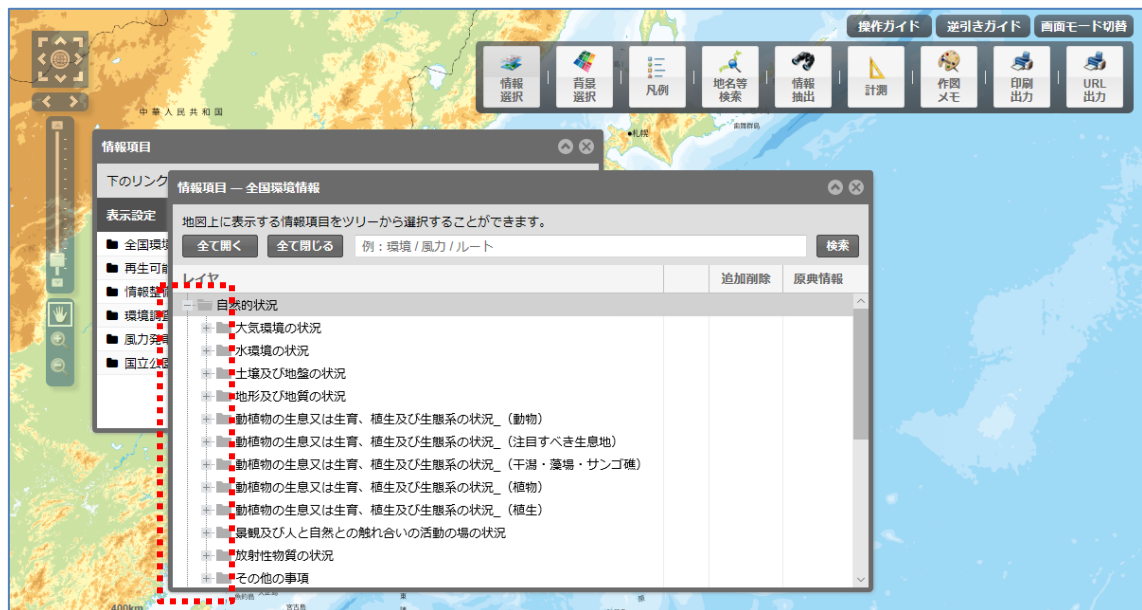 操作ガイド
逆引きガイド
画面モード切替
情報
選択
背景
選択
凡例
地名等
検索
情報
抽出
計測
作図
メモ
印刷
出力
URL
出力
中華人民共和国
●札幌
情報項目
下のリンク
表示設定
全国環境
再生可能
情報整備
環境調査
風力発電
国立公園
情報項目 ― 全国環境情報
地図上に表示する情報項目をツリーから選択することができます。
全て開く
全て閉じる
例：環境 / 風力 / ルート
検索
レイヤ
追加削除
原典情報
自然的状況
大気環境の状況
水環境の状況
土壌及び地盤の状況
地形及び地質の状況
動植物の生息又は生育、植生及び生態系の状況_（動物）
動植物の生息又は生育、植生及び生態系の状況_（注目すべき生息地）
動植物の生息又は生育、植生及び生態系の状況_（干潟・藻場・サンゴ礁）
動植物の生息又は生育、植生及び生態系の状況_（植物）
動植物の生息又は生育、植生及び生態系の状況_（植生）
景観及び人と自然との触れ合いの活動の場の状況
放射性物質の状況
その他の事項
400km
宮古島